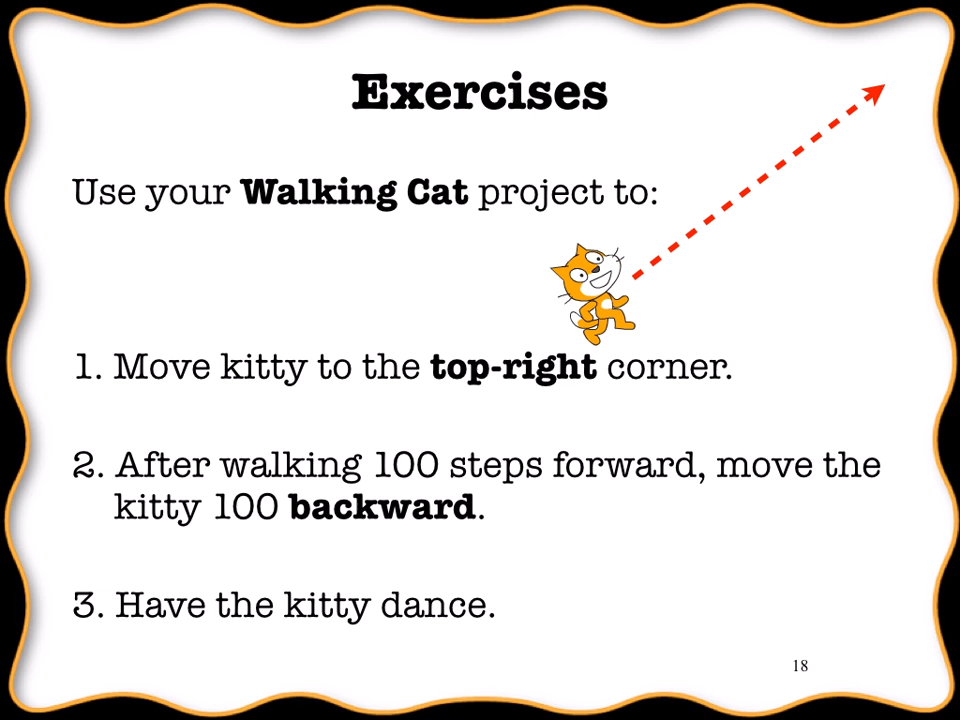 Exercises
Use your Walking Cat project to:
1. Move kitty to the top-right corner.
2. After walking 100 steps forward, move the
kitty 100 backward.
3. Have the kitty dance.
18